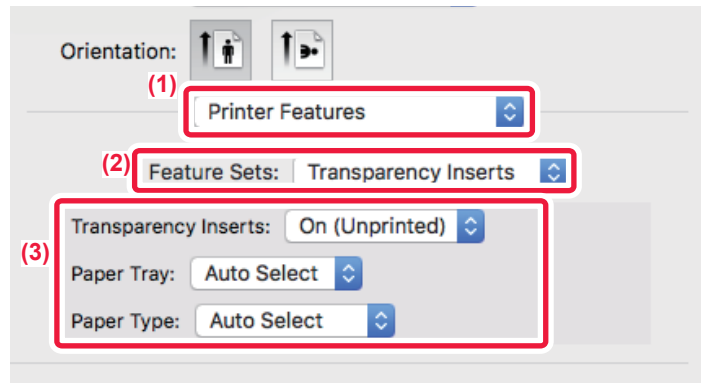 Orientation:
(1)
Printer Features
(2)
Feature Sets: Transparency Inserts
(3)
Transparency Inserts: On (Unprinted)
Paper Tray: Auto Select
Paper Type: Auto Select